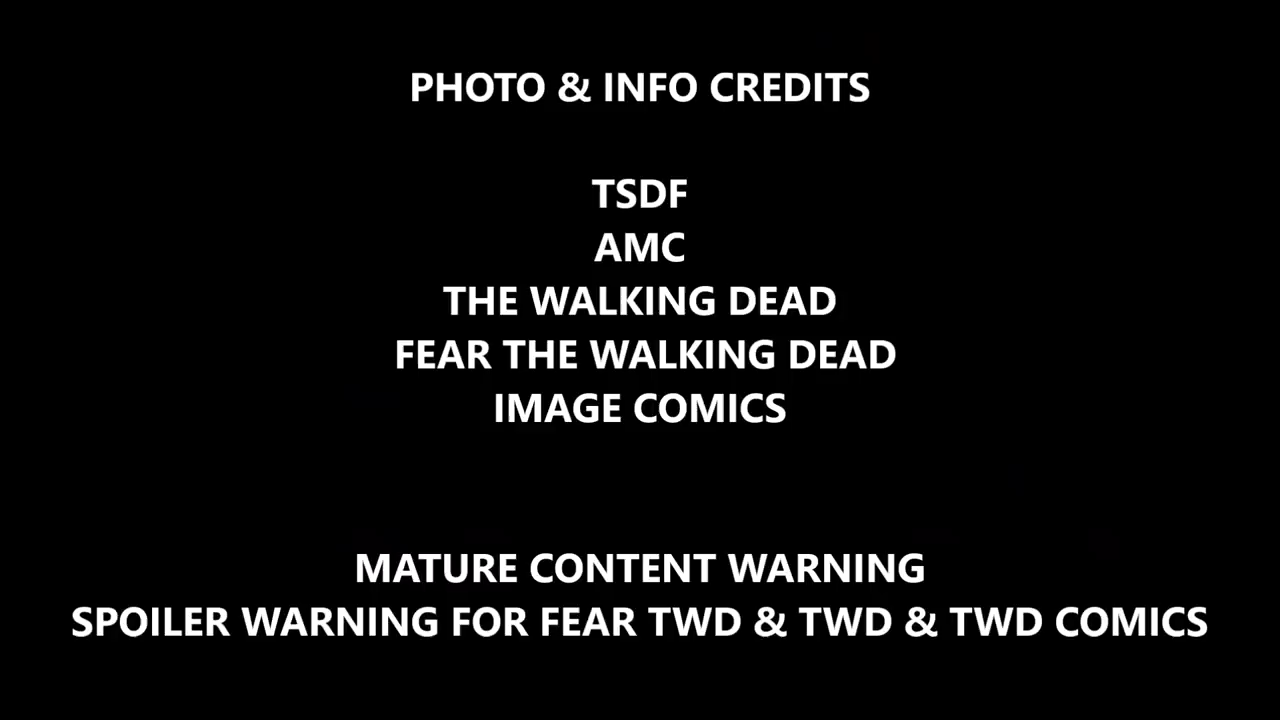 PHOTO & INFO CREDITS
TSDF
AMC
THE WALKING DEAD
FEAR THE WALKING DEAD
IMAGE COMICS
MATURE CONTENT WARNING
SPOILER WARNING FOR FEAR TWD & TWD & TWD COMICS